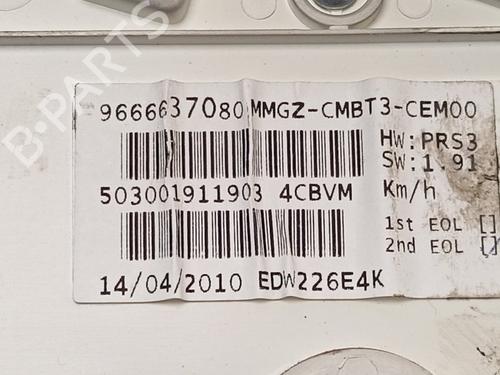 9666637080 MMGZ-CMBT3-CEM00
HW:PRS3
SW:1.91
503001911903 4CBVM
Km/h
1st EOL []
2nd EOL []
14/04/2010 EDW226E4K
B-PARTS